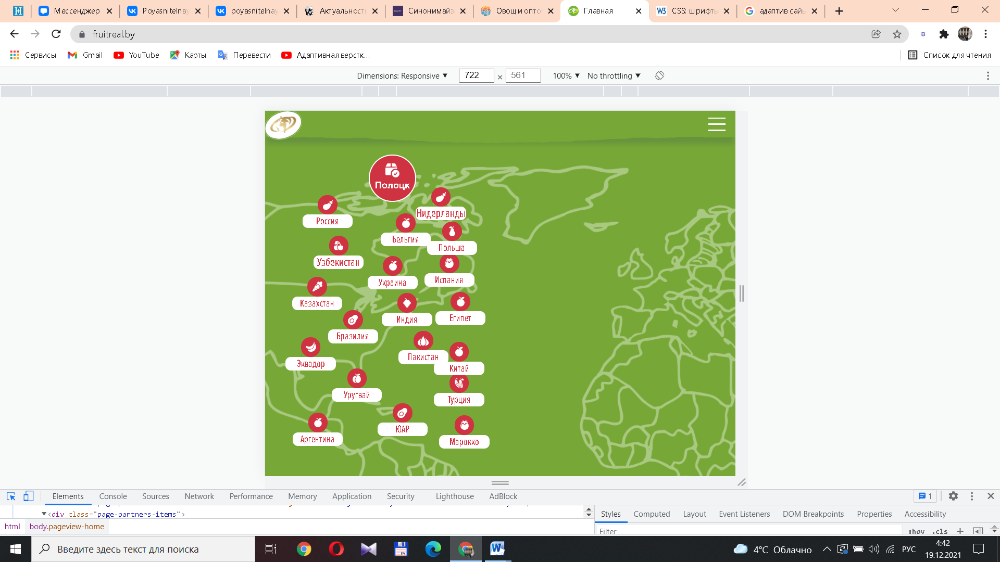 Мессенджер
Poyasnitelnay
poyasnitelnay
Актуальность
Синонимайз
Овощи опто
Главная
CSS: шрифты
адаптив сайт
fruitreal.by
Сервисы
Gmail
YouTube
Карты
Перевести
Адаптивная верстк...
Список для чтения
Dimensions: Responsive ▼ 722 × 561 100% ▼ No throttling ▼
Полоцк
Нидерланды
Россия
Бельгия
Польша
Узбекистан
Украина
Испания
Казахстан
Индия
Египет
Бразилия
Пакистан
Эквадор
Китай
Уругвай
Турция
ЮАР
Аргентина
Марокко
Elements Console Sources Network Performance Memory Application Security Lighthouse AdBlock 1
<div class="page-partners-items">
Styles Computed Layout Event Listeners DOM Breakpoints Properties Accessibility
html body.pageview-home
Filter :hov .cls +
Введите здесь текст для поиска
4°C Облачно
РУС
4:42
19.12.2021